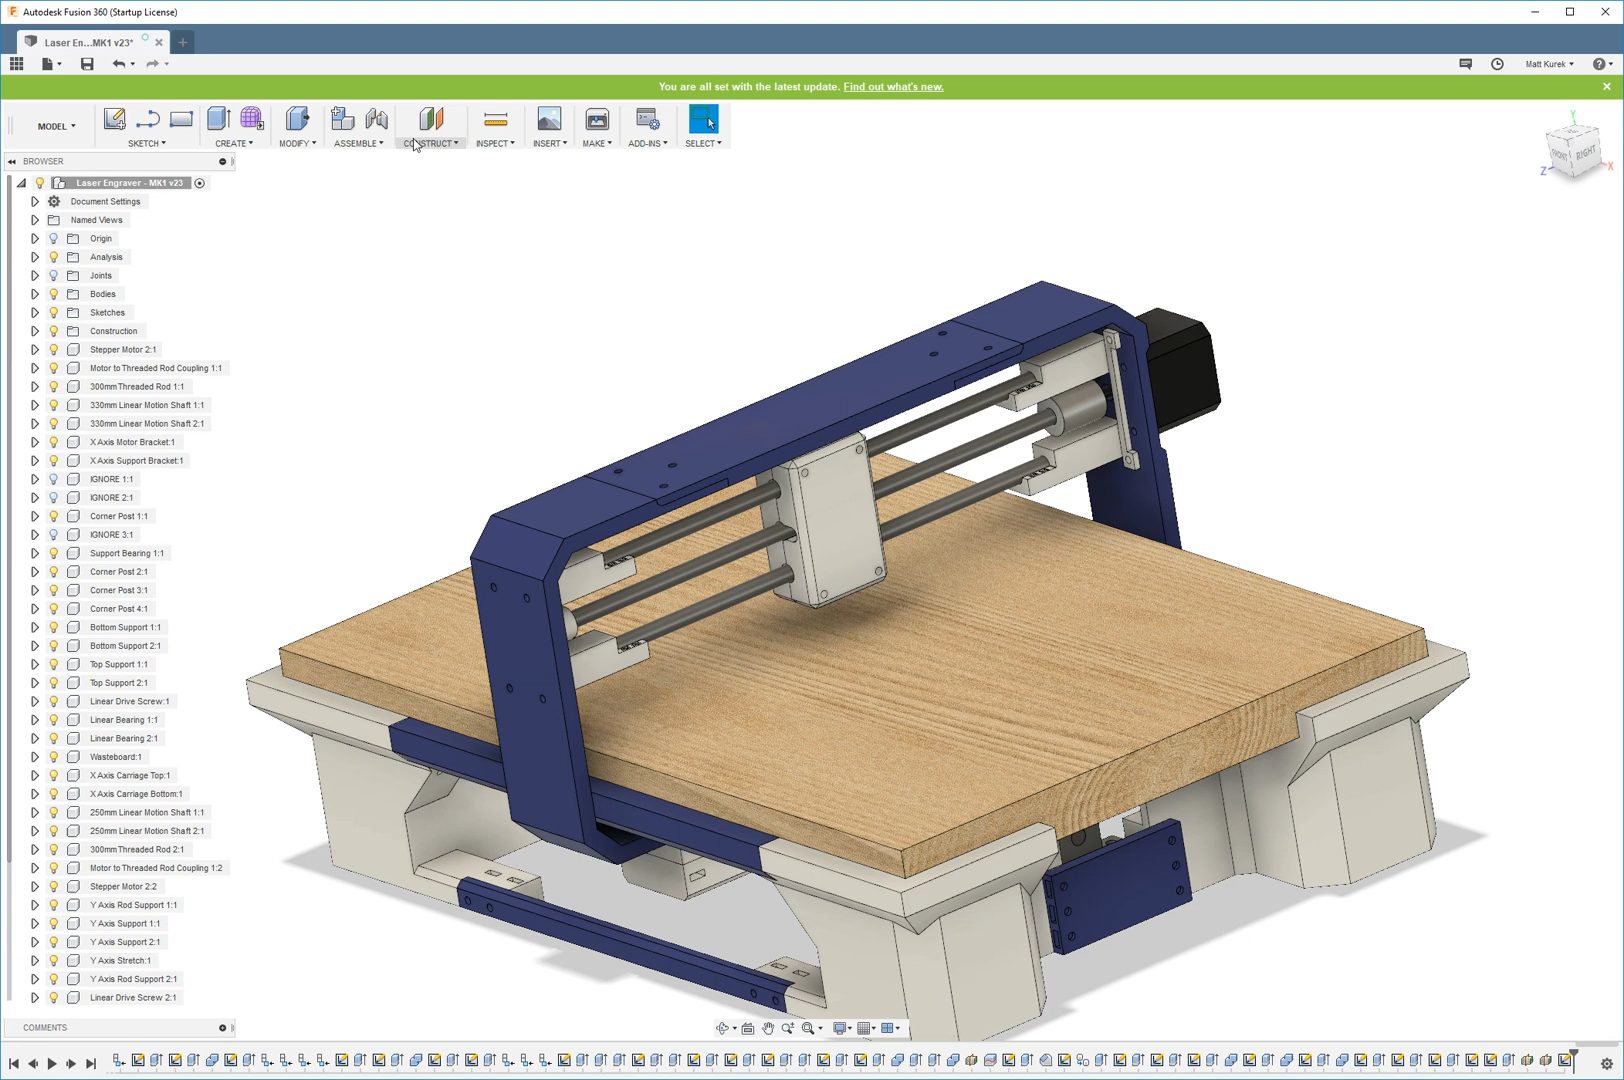 Autodesk Fusion 360 (Startup License)
Laser En...MK1 v23*
Matt Kurek
You are all set with the latest update. Find out what's new.
MODEL
SKETCH
CREATE
MODIFY
ASSEMBLE
CONSTRUCT
INSPECT
INSERT
MAKE
ADD-INS
SELECT
Y
FRONT
RIGHT
Z
X
BROWSER
Laser Engraver - MK1 v23
Document Settings
Named Views
Origin
Analysis
Joints
Bodies
Sketches
Construction
Stepper Motor 2:1
Motor to Threaded Rod Coupling 1:1
300mm Threaded Rod 1:1
330mm Linear Motion Shaft 1:1
330mm Linear Motion Shaft 2:1
X Axis Motor Bracket:1
X Axis Support Bracket:1
IGNORE 1:1
IGNORE 2:1
Corner Post 1:1
IGNORE 3:1
Support Bearing 1:1
Corner Post 2:1
Corner Post 3:1
Corner Post 4:1
Bottom Support 1:1
Bottom Support 2:1
Top Support 1:1
Top Support 2:1
Linear Drive Screw:1
Linear Bearing 1:1
Linear Bearing 2:1
Wasteboard:1
X Axis Carriage Top:1
X Axis Carriage Bottom:1
250mm Linear Motion Shaft 1:1
250mm Linear Motion Shaft 2:1
300mm Threaded Rod 2:1
Motor to Threaded Rod Coupling 1:2
Stepper Motor 2:2
Y Axis Rod Support 1:1
Y Axis Support 1:1
Y Axis Support 2:1
Y Axis Stretch:1
Y Axis Rod Support 2:1
Linear Drive Screw 2:1
COMMENTS